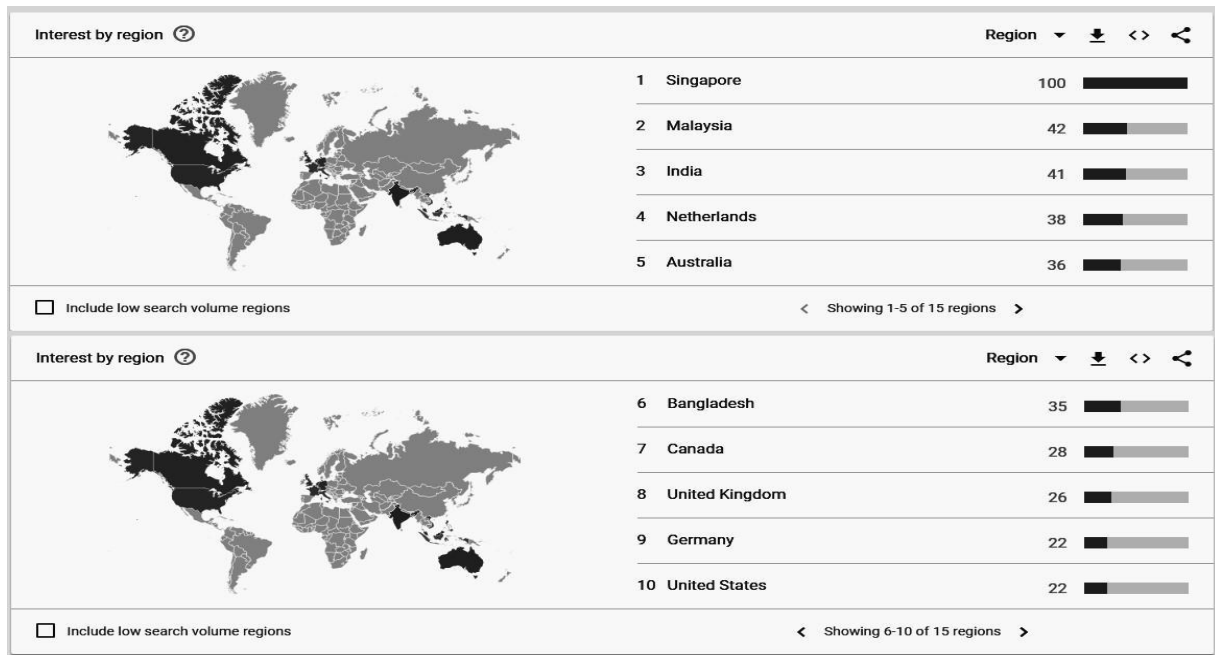 Interest by region ? Region
1 Singapore 100
2 Malaysia 42
3 India 41
4 Netherlands 38
5 Australia 36
Include low search volume regions Showing 1-5 of 15 regions
Interest by region ? Region
6 Bangladesh 35
7 Canada 28
8 United Kingdom 26
9 Germany 22
10 United States 22
Include low search volume regions Showing 6-10 of 15 regions